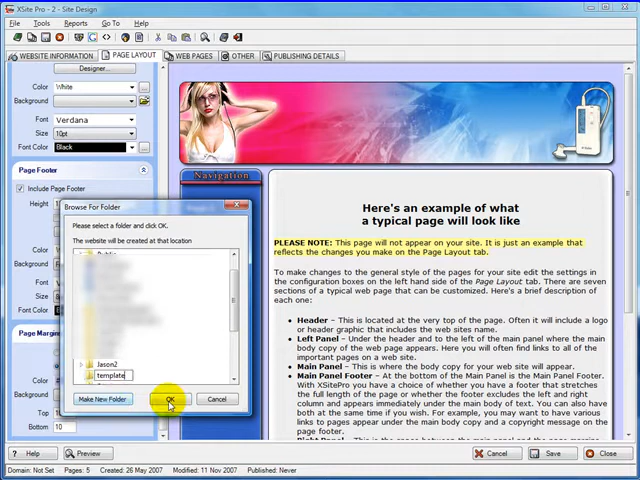 XSite Pro - 2 - Site Design
File Tools Reports Go To Help
WEBSITE INFORMATION PAGE LAYOUT WEB PAGES OTHER PUBLISHING DETAILS
Designer...
Color White
Background
Font Verdana
Size 10pt
Font Color Black
Page Footer
Include Page Footer
Browse For Folder
Please select a folder and click OK.
The website will be created at that location
Jason2
template
Make New Folder OK Cancel
Page Margin
Bottom 10
Navigation
Here's an example of what
a typical page will look like
PLEASE NOTE: This page will not appear on your site. It is just an example that
reflects the changes you make on the Page Layout tab.
To make changes to the general style of the pages for your site edit the settings in
the configuration boxes on the left hand side of the Page Layout tab. There are seven
sections of a typical web page that can be customized. Here's a brief description of
each one:
Header – This is located at the very top of the page. Often it will include a logo
or header graphic that includes the web sites name.
Left Panel – Under the header and to the left of the main panel where the main
body copy of the web page appears. Here you will often find links to all of the
important pages on a web site.
Main Panel – This is where the body copy for your website will appear.
Main Panel Footer – At the bottom of the Main Panel is the Main Panel Footer.
With XSitePro you have a choice of whether you have a footer that stretches
the full length of the page or whether the footer excludes the left and right
column and appears immediately under the main body of text. You can also have
both at the same time if you wish. For example, you may want to have various
links to pages under the main body copy and a copyright message on the page
footer.
Help Preview Cancel Save Close
Domain: Not Set Pages: 5 Created: 26 May 2007 Modified: 11 Nov 2007 Published: Never